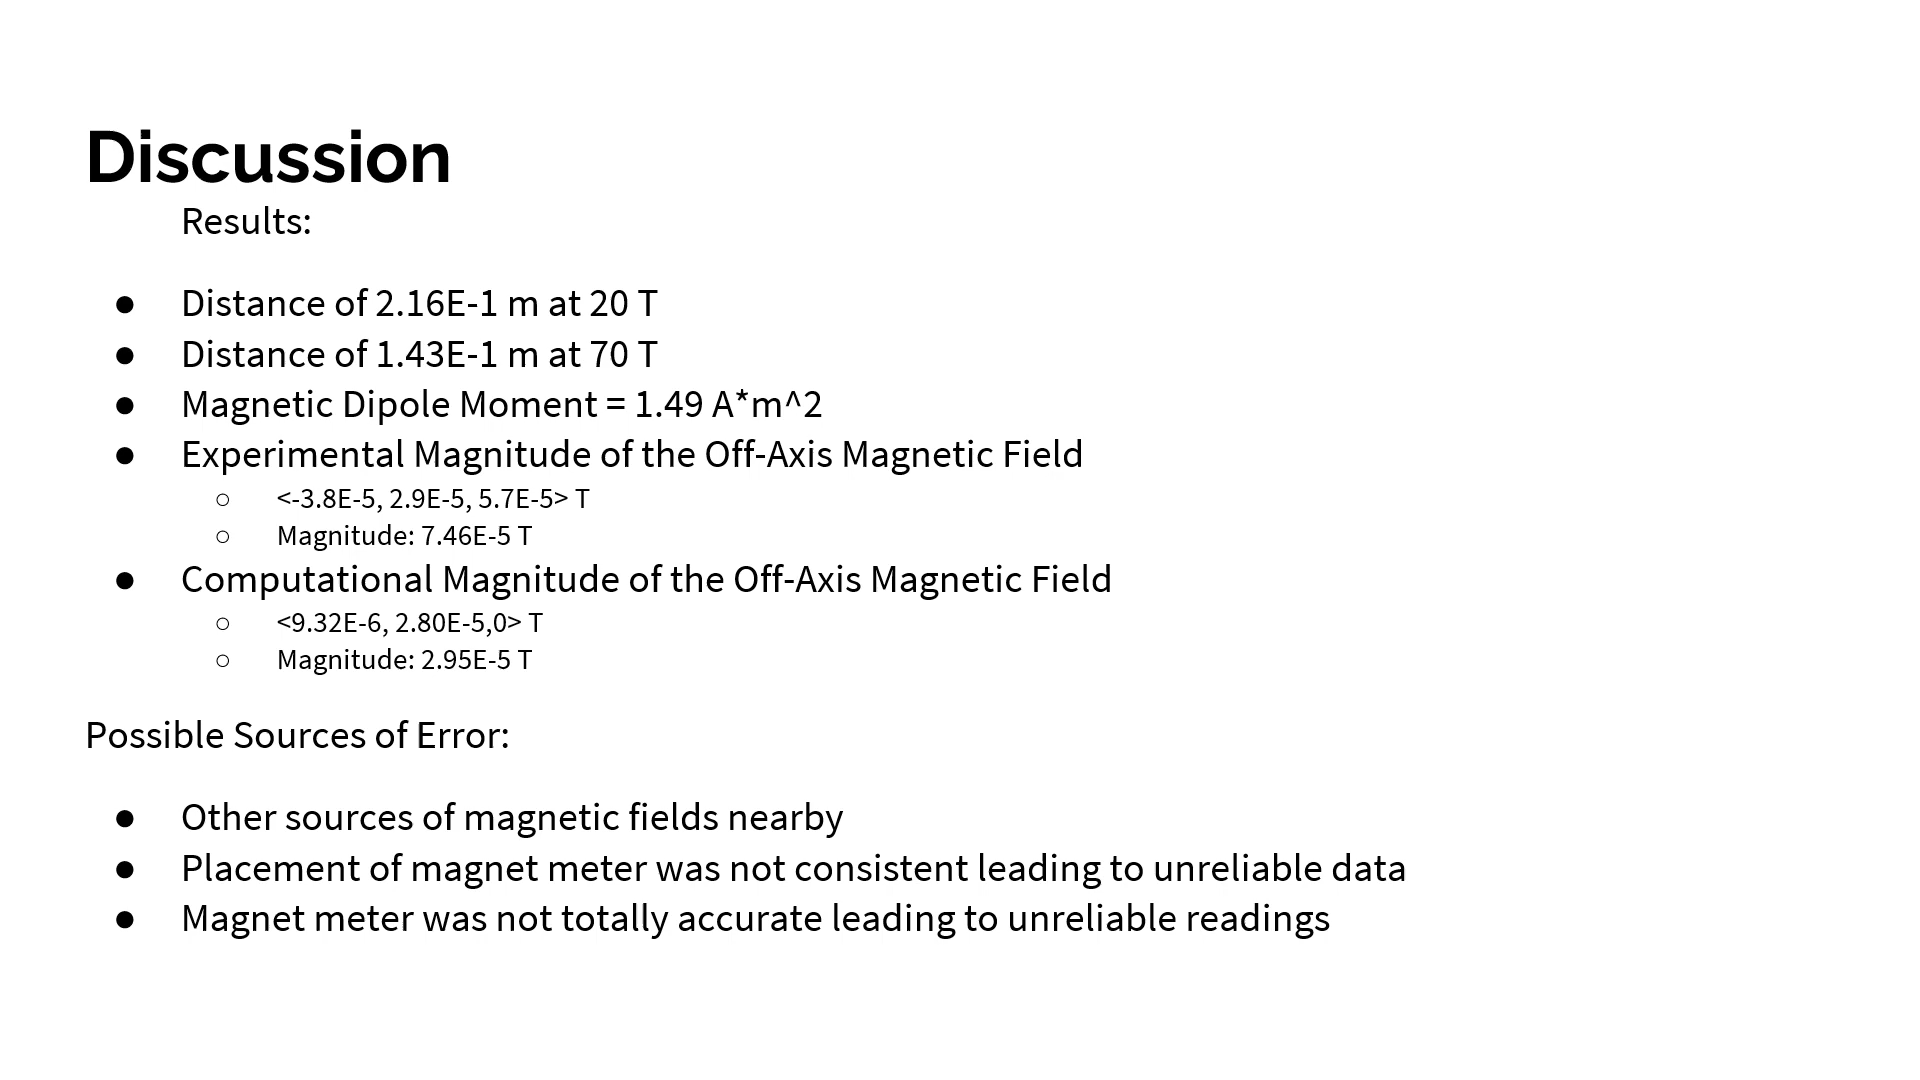 Discussion
Results:
● Distance of 2.16E-1 m at 20 T
● Distance of 1.43E-1 m at 70 T
● Magnetic Dipole Moment = 1.49 A*m^2
● Experimental Magnitude of the Off-Axis Magnetic Field
○ <-3.8E-5, 2.9E-5, 5.7E-5> T
○ Magnitude: 7.46E-5 T
● Computational Magnitude of the Off-Axis Magnetic Field
○ <9.32E-6, 2.80E-5,0> T
○ Magnitude: 2.95E-5 T
Possible Sources of Error:
● Other sources of magnetic fields nearby
● Placement of magnet meter was not consistent leading to unreliable data
● Magnet meter was not totally accurate leading to unreliable readings